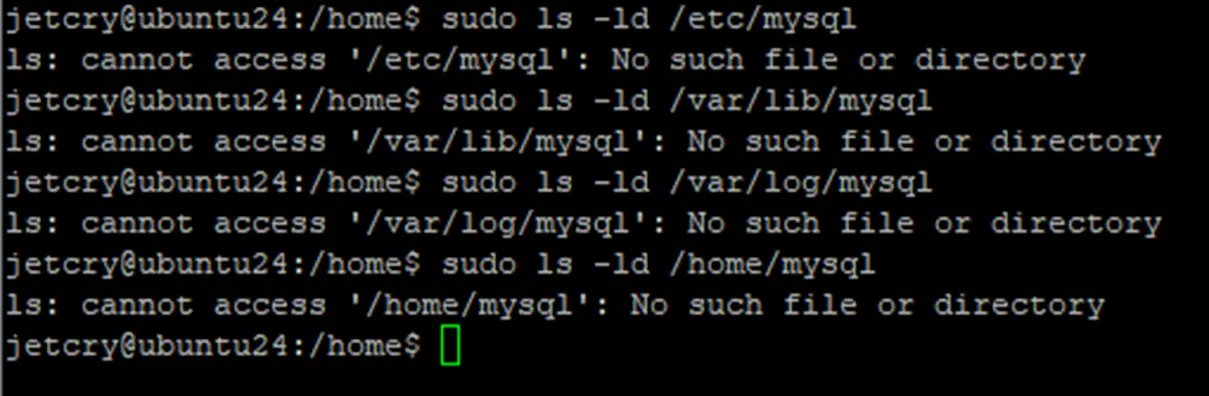 jetcry@ubuntu24:/home$ sudo ls -ld /etc/mysql
ls: cannot access '/etc/mysql': No such file or directory
jetcry@ubuntu24:/home$ sudo ls -ld /var/lib/mysql
ls: cannot access '/var/lib/mysql': No such file or directory
jetcry@ubuntu24:/home$ sudo ls -ld /var/log/mysql
ls: cannot access '/var/log/mysql': No such file or directory
jetcry@ubuntu24:/home$ sudo ls -ld /home/mysql
ls: cannot access '/home/mysql': No such file or directory
jetcry@ubuntu24:/home$